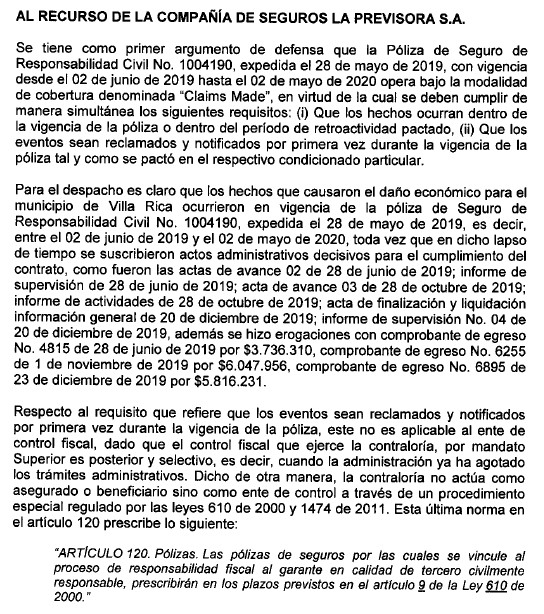 AL RECURSO DE LA COMPAÑÍA DE SEGUROS LA PREVISORA S.A.
Se tiene como primer argumento de defensa que la Póliza de Seguro de
Responsabilidad Civil No. 1004190, expedida el 28 de mayo de 2019, con vigencia
desde el 02 de junio de 2019 hasta el 02 de mayo de 2020 opera bajo la modalidad
de cobertura denominada “Claims Made”, en virtud de la cual se deben cumplir de
manera simultánea los siguientes requisitos: (i) Que los hechos ocurran dentro de
la vigencia de la póliza o dentro del período de retroactividad pactado, (ii) Que los
eventos sean reclamados y notificados por primera vez durante la vigencia de la
póliza tal y como se pactó en el respectivo condicionado particular.
Para el despacho es claro que los hechos que causaron el daño económico para el
municipio de Villa Rica ocurrieron en vigencia de la póliza de Seguro de
Responsabilidad Civil No. 1004190, expedida el 28 de mayo de 2019, es decir,
entre el 02 de junio de 2019 y el 02 de mayo de 2020, toda vez que en dicho lapso
de tiempo se suscribieron actos administrativos decisivos para el cumplimiento del
contrato, como fueron las actas de avance 02 de 28 de junio de 2019; informe de
supervisión de 28 de junio de 2019; acta de avance 03 de 28 de octubre de 2019;
informe de actividades de 28 de octubre de 2019; acta de finalización y liquidación
información general de 20 de diciembre de 2019; informe de supervisión No. 04 de
20 de diciembre de 2019, además se hizo erogaciones con comprobante de egreso
No. 4815 de 28 de junio de 2019 por $3.736.310, comprobante de egreso No. 6255
de 1 de noviembre de 2019 por $6.047.956, comprobante de egreso No. 6895 de
23 de diciembre de 2019 por $5.816.231.
Respecto al requisito que refiere que los eventos sean reclamados y notificados
por primera vez durante la vigencia de la póliza, este no es aplicable al ente de
control fiscal, dado que el control fiscal que ejerce la contraloría, por mandato
Superior es posterior y selectivo, es decir, cuando la administración ya ha agotado
los trámites administrativos. Dicho de otra manera, la contraloría no actúa como
asegurado o beneficiario sino como ente de control a través de un procedimiento
especial regulado por las leyes 610 de 2000 y 1474 de 2011. Esta última norma en
el artículo 120 prescribe lo siguiente:
“ARTÍCULO 120. Pólizas. Las pólizas de seguros por las cuales se vincule al
proceso de responsabilidad fiscal al garante en calidad de tercero civilmente
responsable, prescribirán en los plazos previstos en el artículo 9 de la Ley 610 de
2000.”